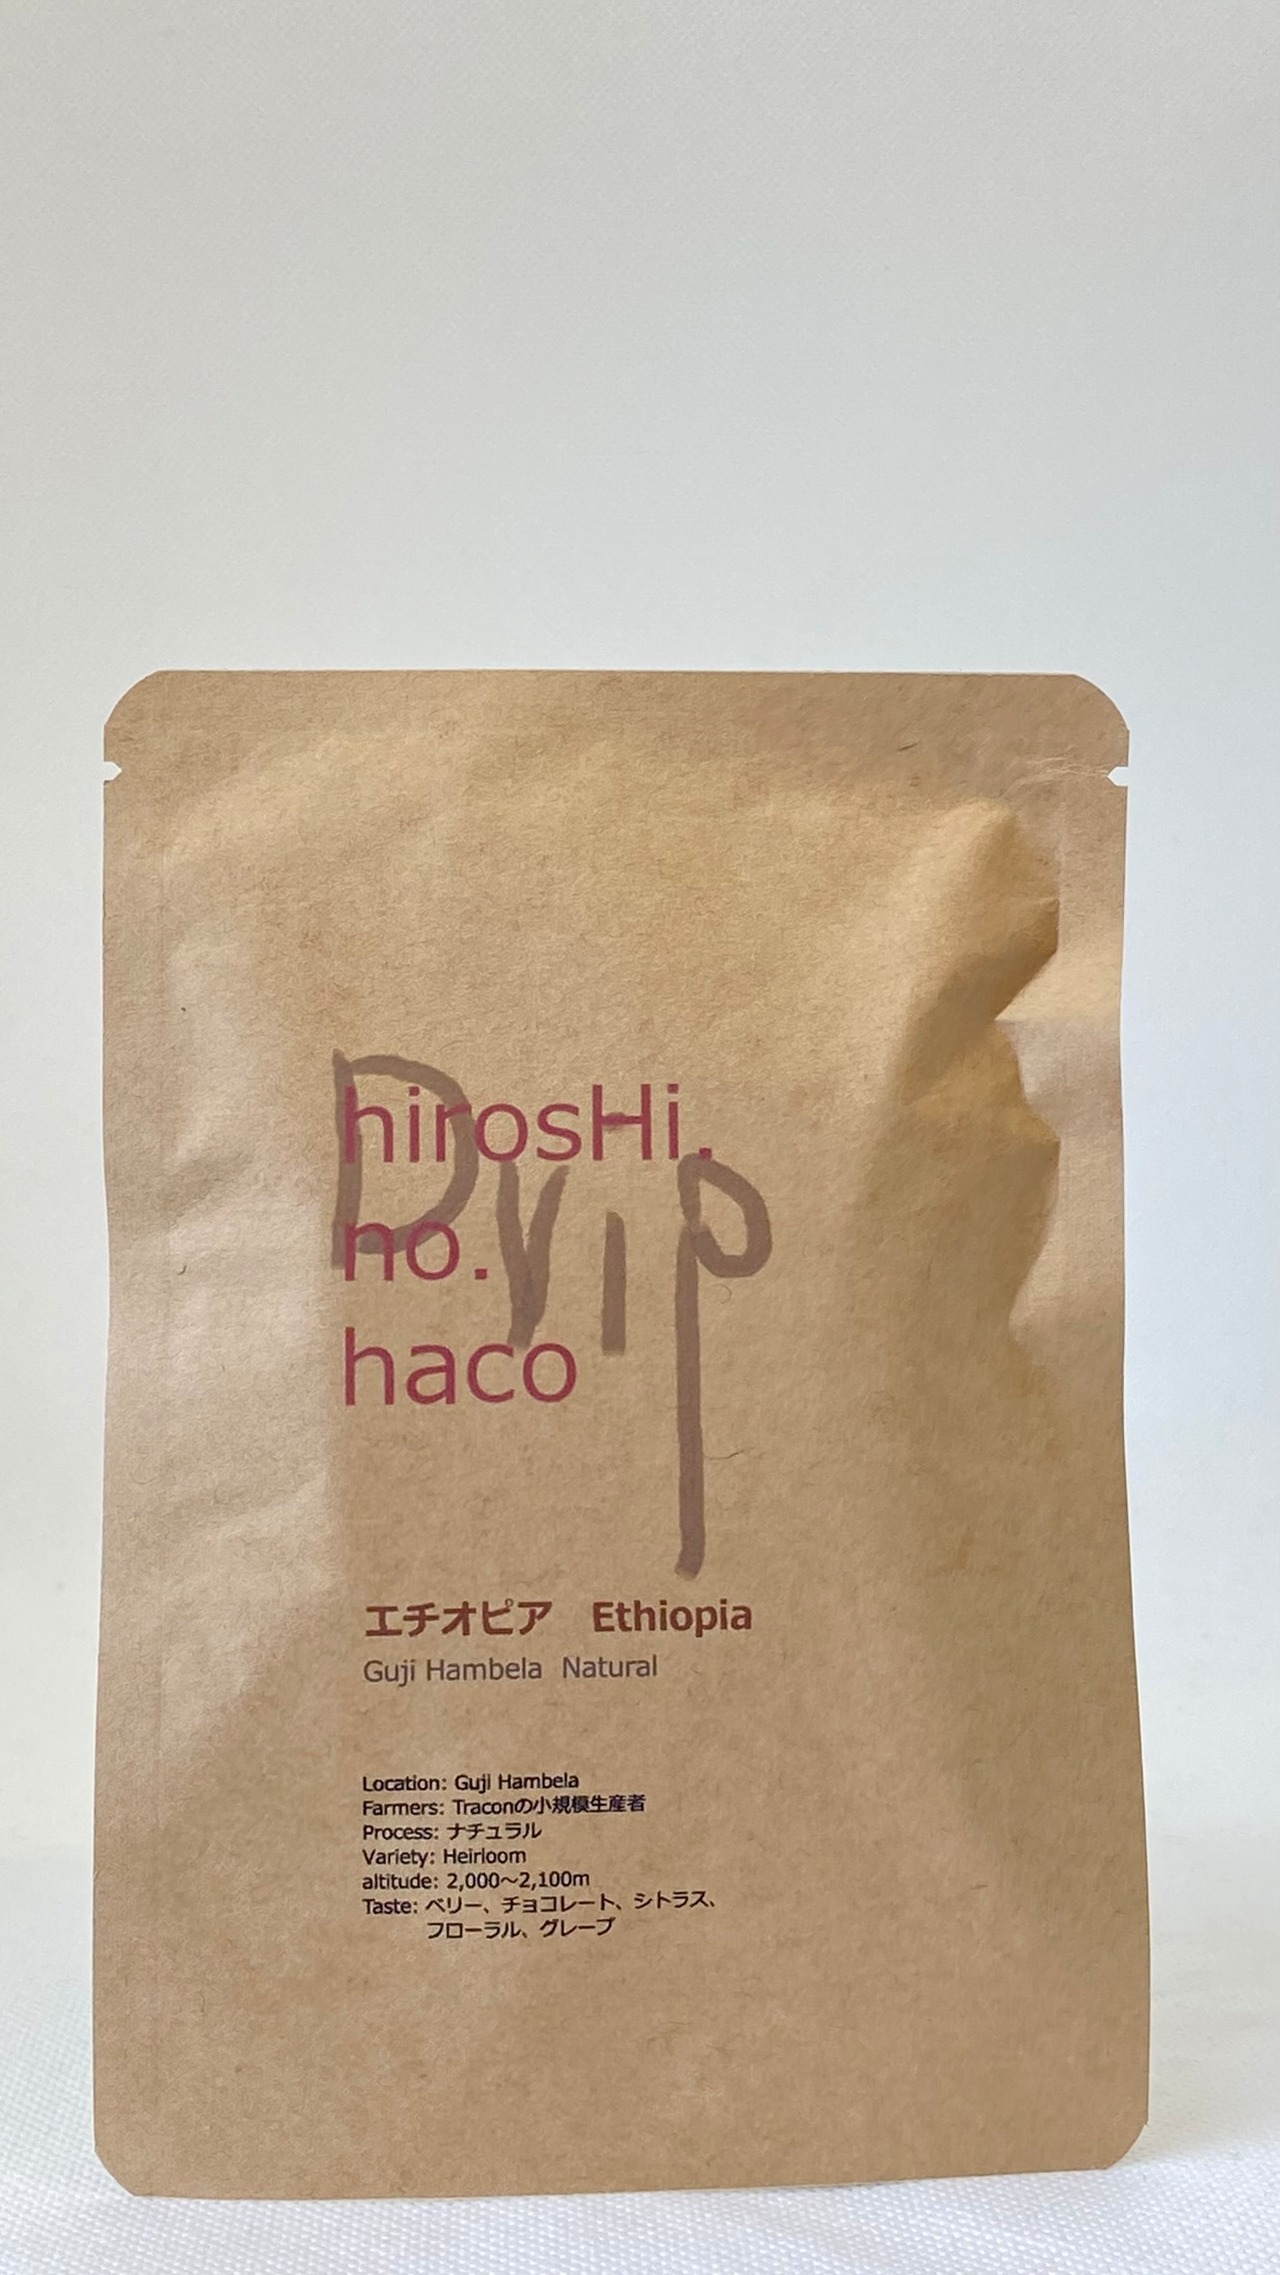 hirosHi.
no.
haco
Drip
エチオピア　Ethiopia
Guji Hambela Natural
Location: Guji Hambela
Farmers: Traconの小規模生産者
Process: ナチュラル
Variety: Heirloom
altitude: 2,000～2,100m
Taste: ベリー、チョコレート、シトラス、
フローラル、グレープ